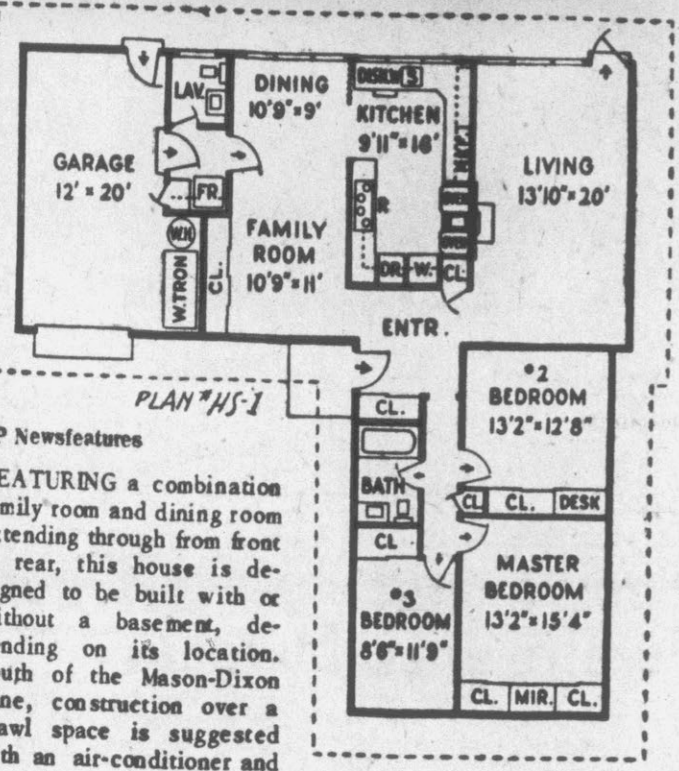 LAV.
DINING
10'9"=9'
DISH W S
KITCHEN
9'11"=16'
LIVING
13'10"=20'
GARAGE
12' = 20'
FR.
R
OVEN
W.H
FAMILY
ROOM
10'9"=11'
W.TRON
CL.
DR. W. CL.
ENTR.
PLAN #HS-1
#2
BEDROOM
13'2"=12'8"
CL.
BATH
CL CL. DESK
CL
#3
BEDROOM
8'6"=11'9"
MASTER
BEDROOM
13'2"=15'4"
CL. MIR. CL.
P Newsfeatures
EATURING a combination
mily room and dining room
tending through from front
rear, this house is de-
gned to be built with or
ithout a basement, de-
nding on its location.
uth of the Mason-Dixon
ne, construction over a
awl space is suggested
th an air-conditioner and